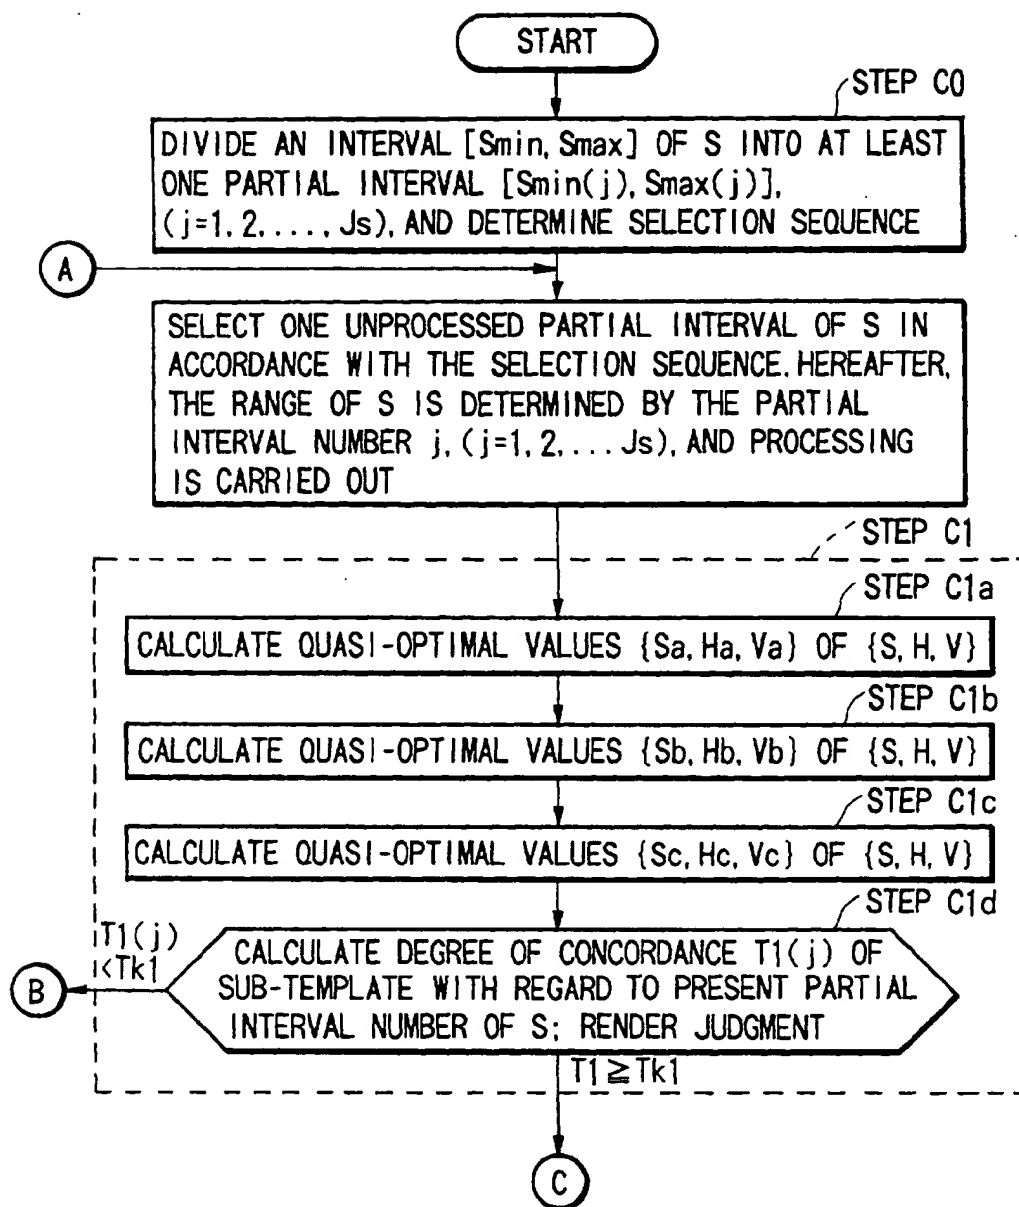 START
STEP C0
DIVIDE AN INTERVAL [Smin, Smax] OF S INTO AT LEAST
ONE PARTIAL INTERVAL [Smin(j), Smax(j)],
(j=1, 2, ..., Js), AND DETERMINE SELECTION SEQUENCE
A
SELECT ONE UNPROCESSED PARTIAL INTERVAL OF S IN
ACCORDANCE WITH THE SELECTION SEQUENCE. HEREAFTER,
THE RANGE OF S IS DETERMINED BY THE PARTIAL
INTERVAL NUMBER j, (j=1, 2, ... Js), AND PROCESSING
IS CARRIED OUT
STEP C1
STEP C1a
CALCULATE QUASI-OPTIMAL VALUES {Sa, Ha, Va} OF {S, H, V}
STEP C1b
CALCULATE QUASI-OPTIMAL VALUES {Sb, Hb, Vb} OF {S, H, V}
STEP C1c
CALCULATE QUASI-OPTIMAL VALUES {Sc, Hc, Vc} OF {S, H, V}
STEP C1d
T1(j)
<Tk1
B
CALCULATE DEGREE OF CONCORDANCE T1(j) OF
SUB-TEMPLATE WITH REGARD TO PRESENT PARTIAL
INTERVAL NUMBER OF S; RENDER JUDGMENT
T1≧Tk1
C